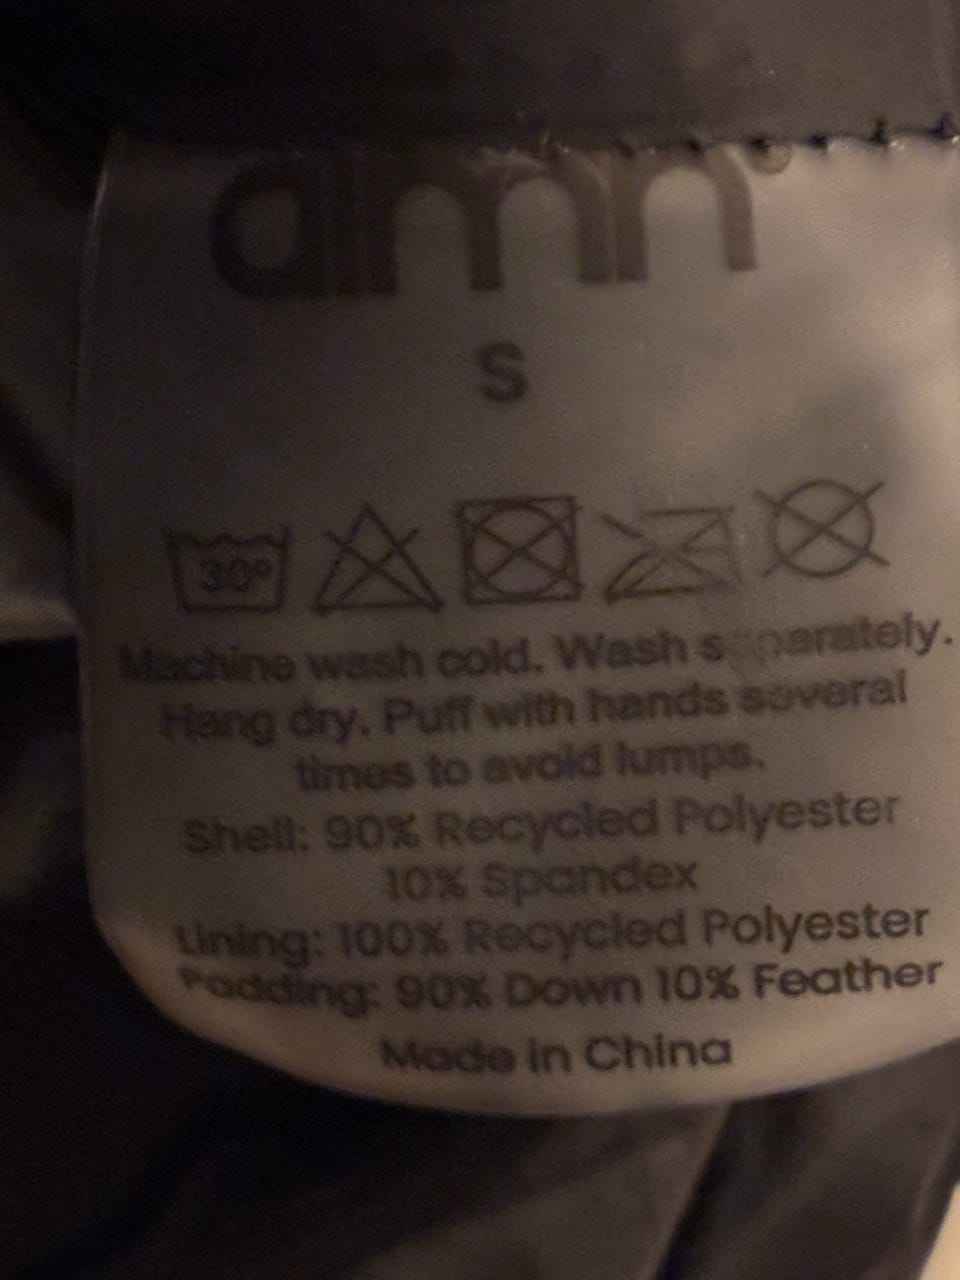 aimn®
S
30°
Machine wash cold. Wash separately.
Hang dry. Puff with hands several
times to avoid lumps.
Shell: 90% Recycled Polyester
10% Spandex
Lining: 100% Recycled Polyester
Padding: 90% Down 10% Feather
Made in China